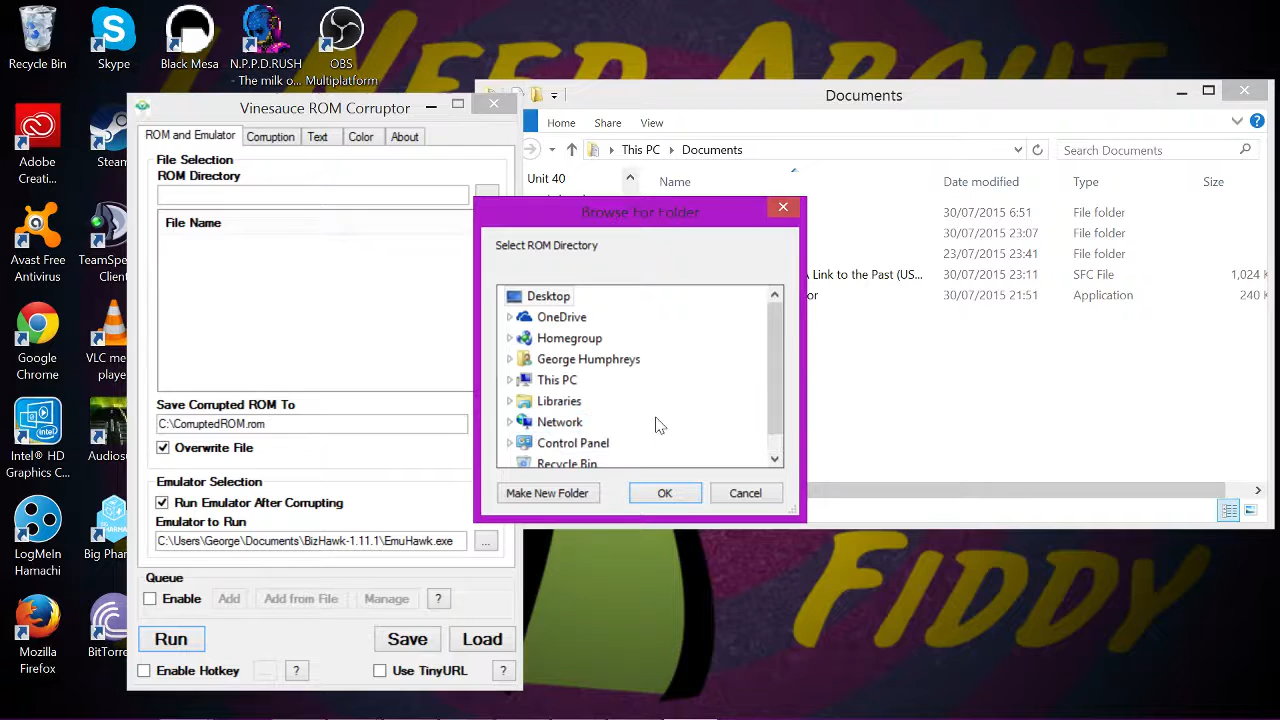 I NEED ABOUT
FIDDY
Recycle Bin
Skype
Black Mesa
N.P.P.D.RUSH
- The milk o...
OBS
Multiplatform
Adobe
Creati...
Steam
Avast Free
Antivirus
TeamSpe
Client
Google
Chrome
VLC me
player
Intel® HD
Graphics C...
Audios
LogMeIn
Hamachi
Big Pha
Mozilla
Firefox
BitTorre
Vinesauce ROM Corruptor
ROM and Emulator
Corruption
Text
Color
About
File Selection
ROM Directory
File Name
Save Corrupted ROM To
C:\CorruptedROM.rom
Overwrite File
Emulator Selection
Run Emulator After Corrupting
Emulator to Run
C:\Users\George\Documents\BizHawk-1.11.1\EmuHawk.exe
...
Queue
Enable
Add
Add from File
Manage
?
Run
Save
Load
Enable Hotkey
...
?
Use TinyURL
?
Documents
Home
Share
View
?
This PC
Documents
Search Documents
Unit 40
Name
Date modified
Type
Size
30/07/2015 6:51
File folder
30/07/2015 23:07
File folder
30/07/2015 23:41
File folder
A Link to the Past (US...
30/07/2015 23:11
SFC File
1,024 K
or
30/07/2015 21:51
Application
240 K
Browse For Folder
Select ROM Directory
Desktop
OneDrive
Homegroup
George Humphreys
This PC
Libraries
Network
Control Panel
Recycle Bin
Make New Folder
OK
Cancel